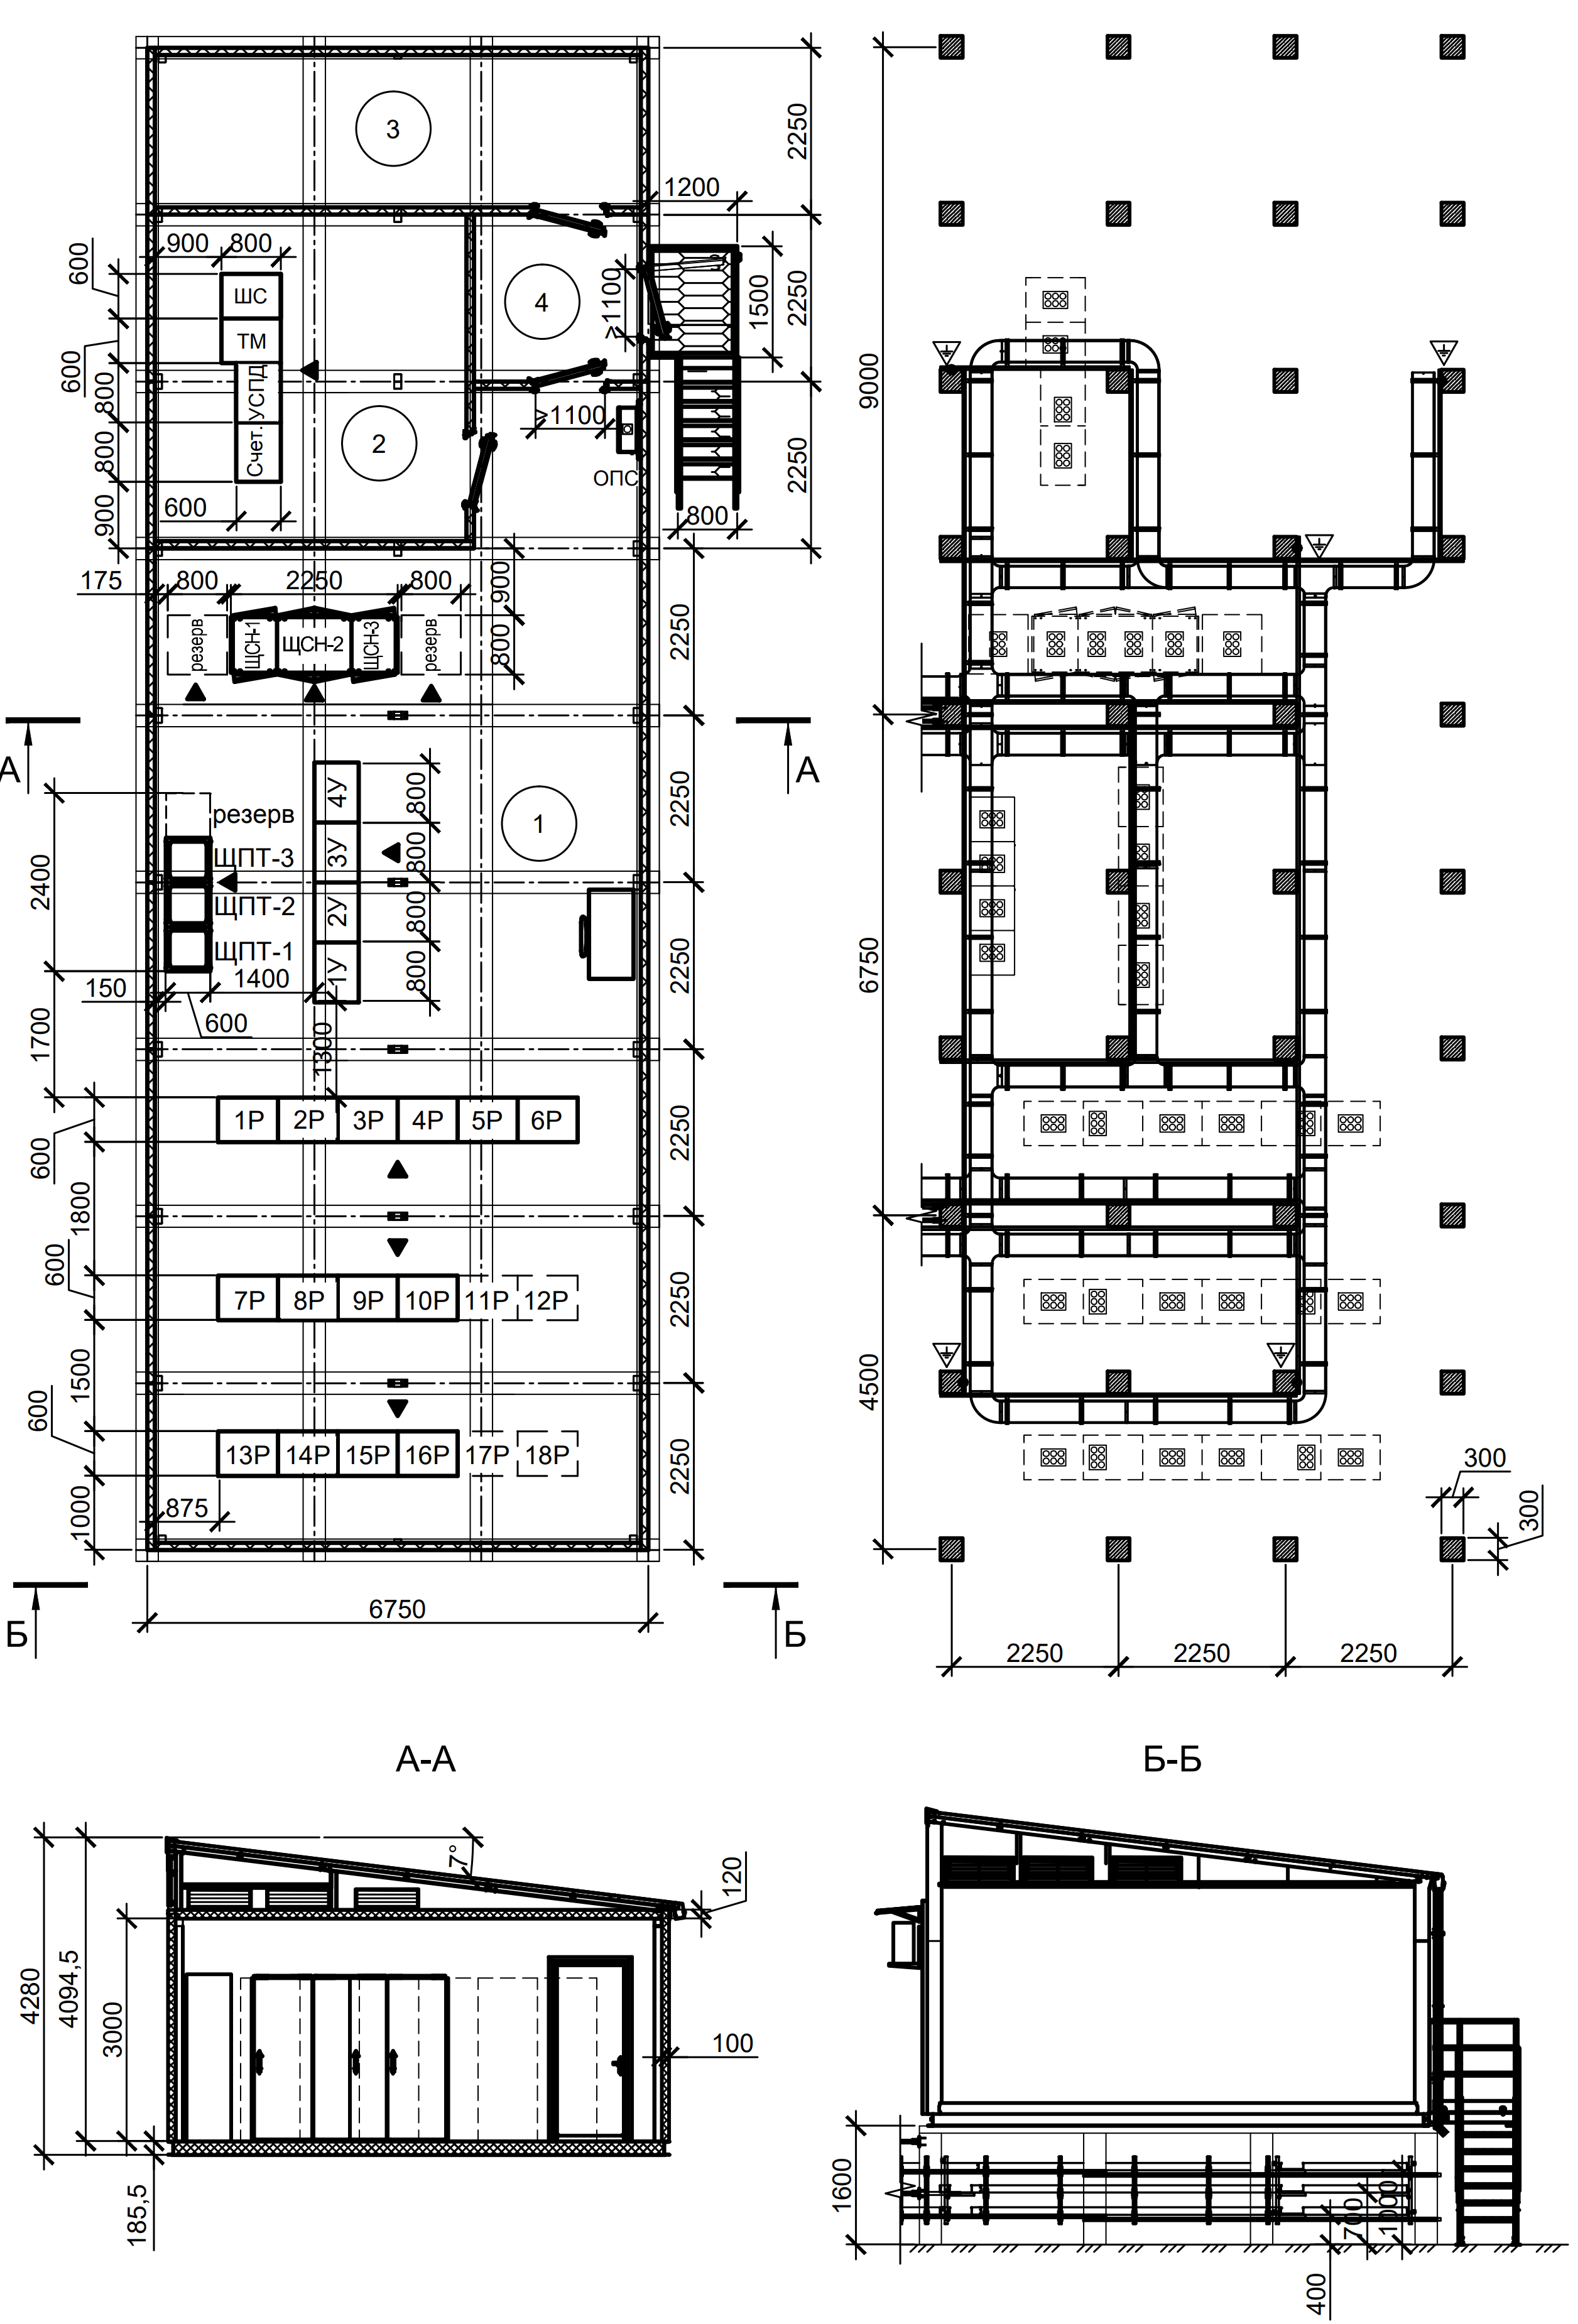 3
2250
1200
900
800
600
ШС
ТМ
УСПД
Счет.
600
800
800
900
600
4
≥1100
1500
2250
2
>1100
ОПС
2250
800
175
800
2250
800
900
резерв
ЩСН-1
ЩСН-2
ЩСН-3
резерв
800
2250
А
А
2400
резерв
ЩПТ-3
ЩПТ-2
ЩПТ-1
4У
3У
2У
1У
800
800
800
800
1
2250
2250
150
1400
600
1700
1300
1Р
2Р
3Р
4Р
5Р
6Р
600
2250
1800
600
7Р
8Р
9Р
10Р
11Р
12Р
2250
1500
600
13Р
14Р
15Р
16Р
17Р
18Р
2250
1000
875
Б
6750
Б
9000
6750
4500
300
300
2250
2250
2250
А-А
7°
120
4280
4094,5
3000
100
185,5
Б-Б
1600
700
1000
400